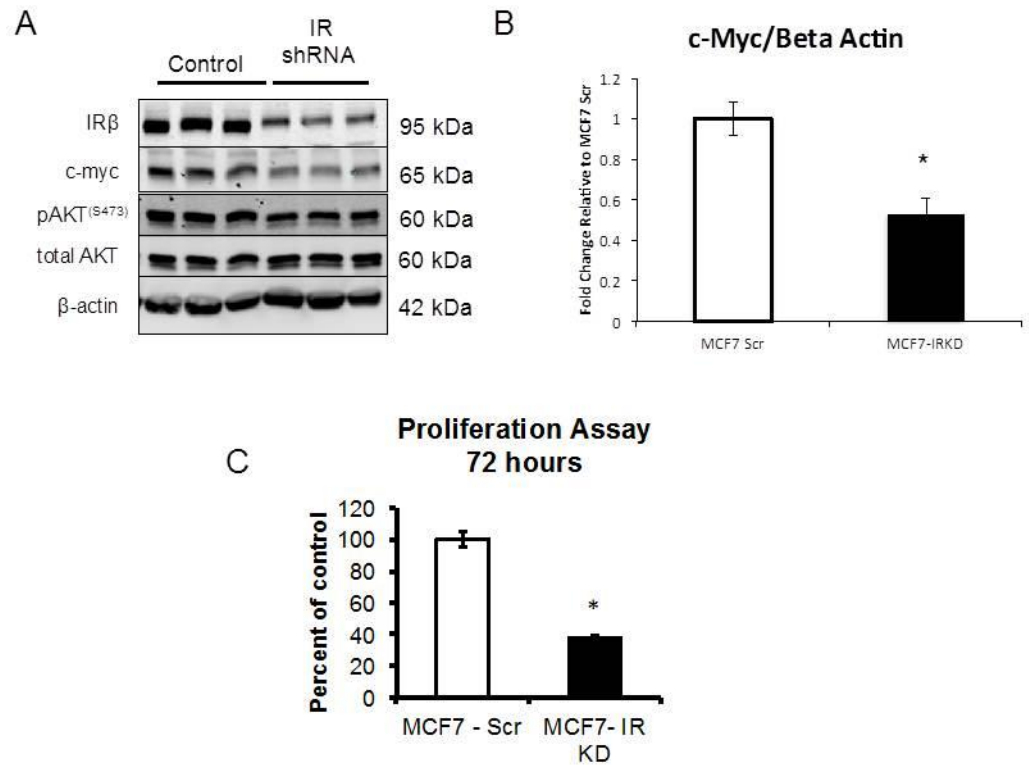 A
Control
IR
shRNA
IRβ
95 kDa
c-myc
65 kDa
pAKT(S473)
60 kDa
total AKT
60 kDa
β-actin
42 kDa
B
c-Myc/Beta Actin
Fold Change Relative to MCF7 Scr
1.2
1
0.8
0.6
0.4
0.2
0
*
MCF7 Scr
MCF7-IRKD
C
Proliferation Assay
72 hours
Percent of control
120
100
80
60
40
20
0
*
MCF7 - Scr
MCF7- IR
KD